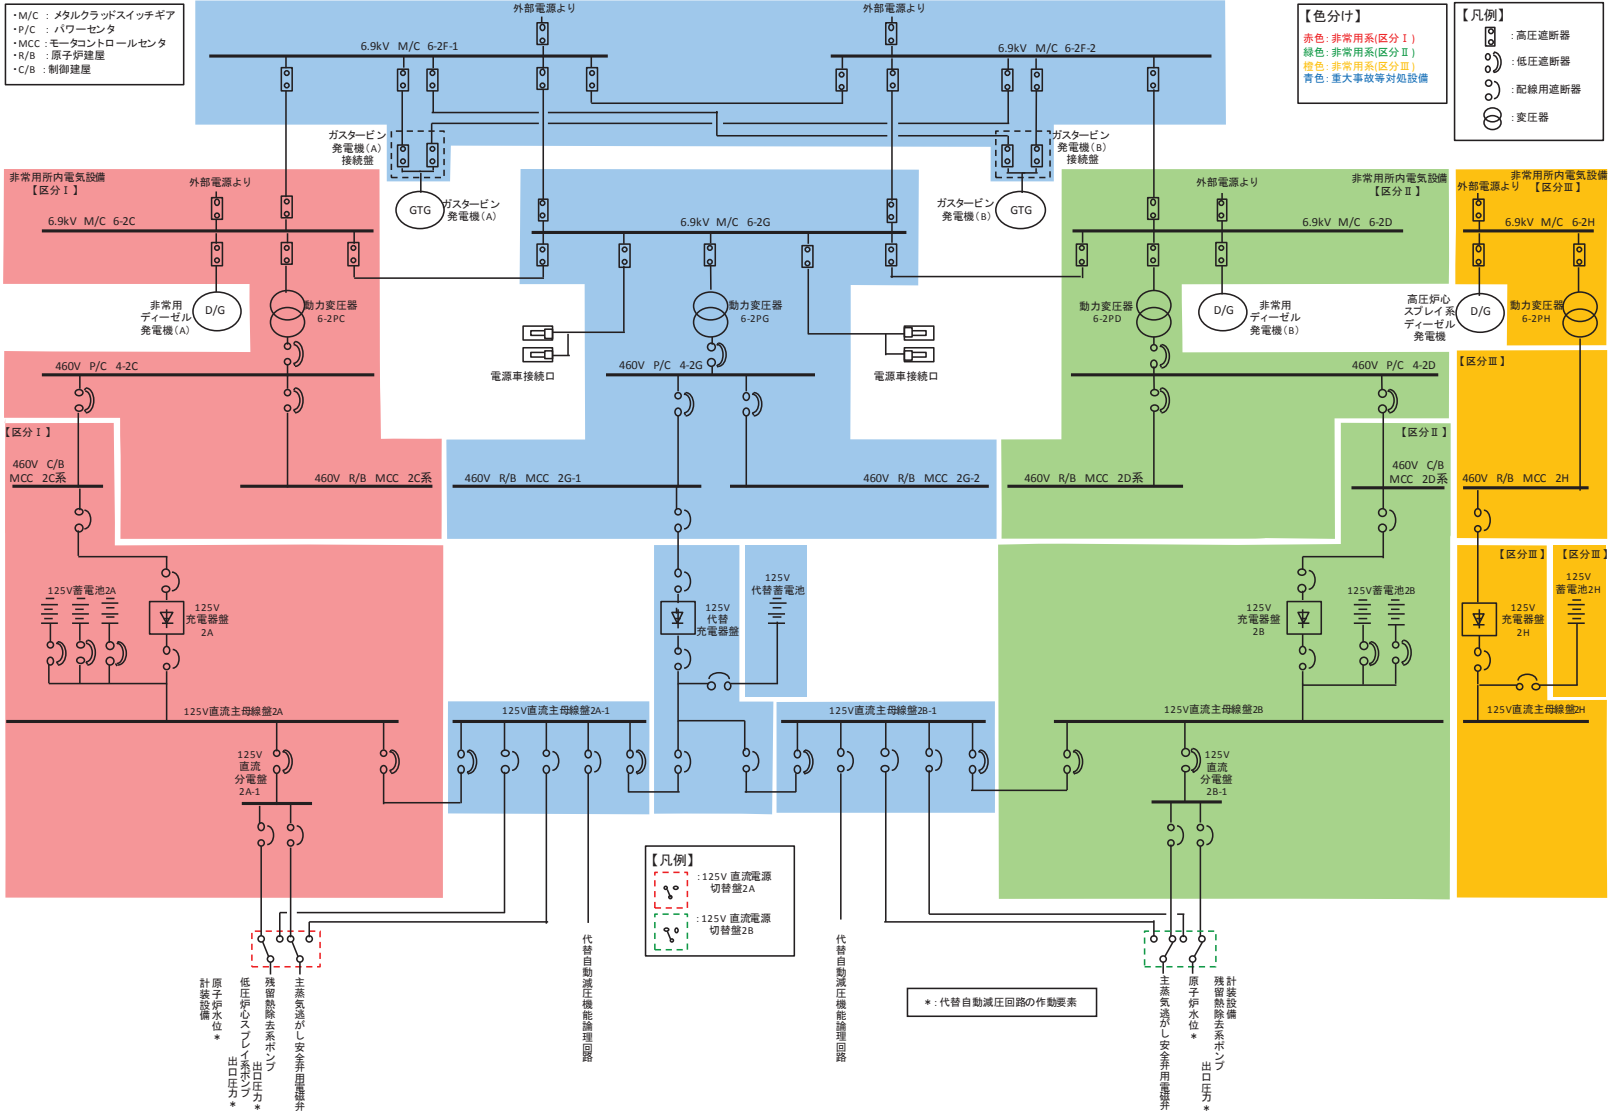 ・M/C : メタルクラッドスイッチギア
・P/C : パワーセンタ
・MCC : モータコントロールセンタ
・R/B : 原子炉建屋
・C/B : 制御建屋
外部電源より
外部電源より
【色分け】
赤色: 非常用系(区分Ⅰ)
緑色: 非常用系(区分Ⅱ)
橙色: 非常用系(区分Ⅲ)
青色: 重大事故等対処設備
【凡例】
: 高圧遮断器
: 低圧遮断器
: 配線用遮断器
: 変圧器
6.9kV M/C 6-2F-1
6.9kV M/C 6-2F-2
ガスタービン
発電機(A)
接続盤
ガスタービン
発電機(B)
接続盤
GTG
ガスタービン
発電機(A)
ガスタービン
発電機(B)
GTG
非常用所内電気設備
【区分Ⅰ】
外部電源より
6.9kV M/C 6-2C
6.9kV M/C 6-2G
外部電源より
非常用所内電気設備
【区分Ⅱ】
6.9kV M/C 6-2D
非常用所内電気設備
外部電源より 【区分Ⅲ】
6.9kV M/C 6-2H
非常用
ディーゼル
発電機(A)
D/G
動力変圧器
6-2PC
動力変圧器
6-2PG
動力変圧器
6-2PD
D/G
非常用
ディーゼル
発電機(B)
高圧炉心
スプレイ系
ディーゼル
発電機
D/G
動力変圧器
6-2PH
460V P/C 4-2C
電源車接続口
460V P/C 4-2G
電源車接続口
460V P/C 4-2D
【区分Ⅲ】
【区分Ⅰ】
460V C/B
MCC 2C系
460V R/B MCC 2C系
460V R/B MCC 2G-1
460V R/B MCC 2G-2
460V R/B MCC 2D系
【区分Ⅱ】
460V C/B
MCC 2D系
460V R/B MCC 2H
125V蓄電池2A
125V
充電器盤
2A
125V
代替
充電器盤
125V
代替蓄電池
125V
充電器盤
2B
125V蓄電池2B
【区分Ⅲ】
【区分Ⅲ】
125V
充電器盤
2H
125V
蓄電池2H
125V直流主母線盤2A
125V直流主母線盤2A-1
125V直流主母線盤2B-1
125V直流主母線盤2B
125V直流主母線盤2H
125V
直流
分電盤
2A-1
125V
直流
分電盤
2B-1
【凡例】
: 125V 直流電源
切替盤2A
: 125V 直流電源
切替盤2B
原子炉水位*
計装設備
低圧炉心スプレイ系ポンプ
出口圧力*
残留熱除去系ポンプ
出口圧力*
主蒸気逃がし安全弁用電磁弁
代替自動減圧機能論理回路
代替自動減圧機能論理回路
*: 代替自動減圧回路の作動要素
主蒸気逃がし安全弁用電磁弁
原子炉水位*
計装設備
残留熱除去系ポンプ
出口圧力*